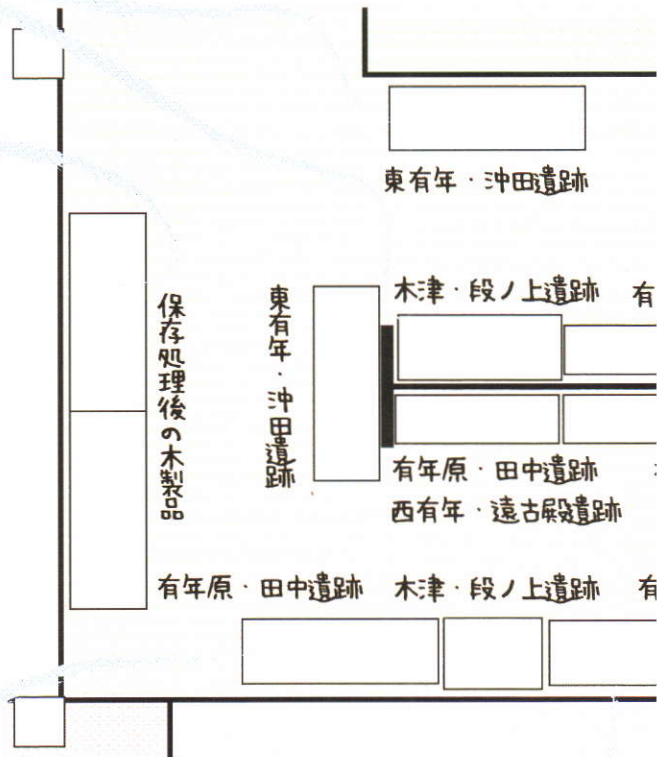 東有年・沖田遺跡
木津・段ノ上遺跡
有
保存処理後の木製品
東有年・沖田遺跡
有年原・田中遺跡
西有年・遠古殿遺跡
有年原・田中遺跡
木津・段ノ上遺跡
有